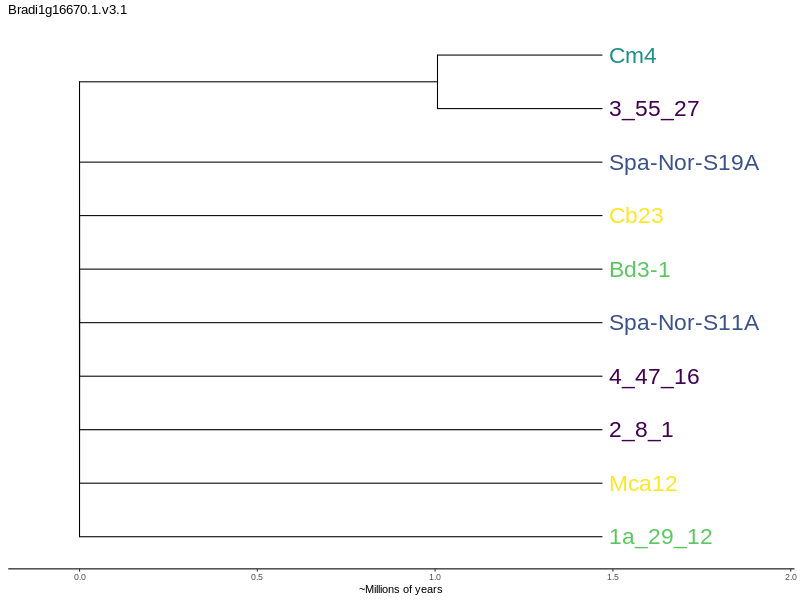 Bradi1g16670.1.v3.1
Cm4
3_55_27
Spa-Nor-S19A
Cb23
Bd3-1
Spa-Nor-S11A
4_47_16
2_8_1
Mca12
1a_29_12
0.0 0.5 1.0 1.5 2.0
~Millions of years